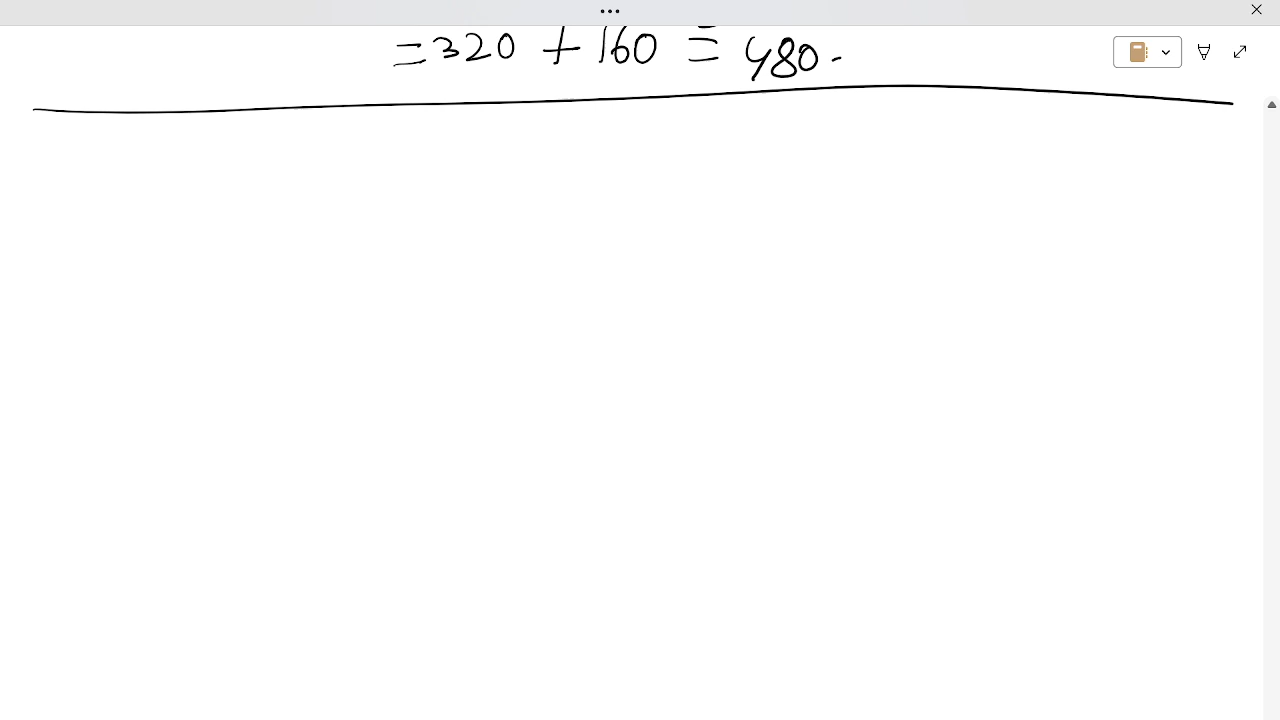 =320 + 160 = 480.